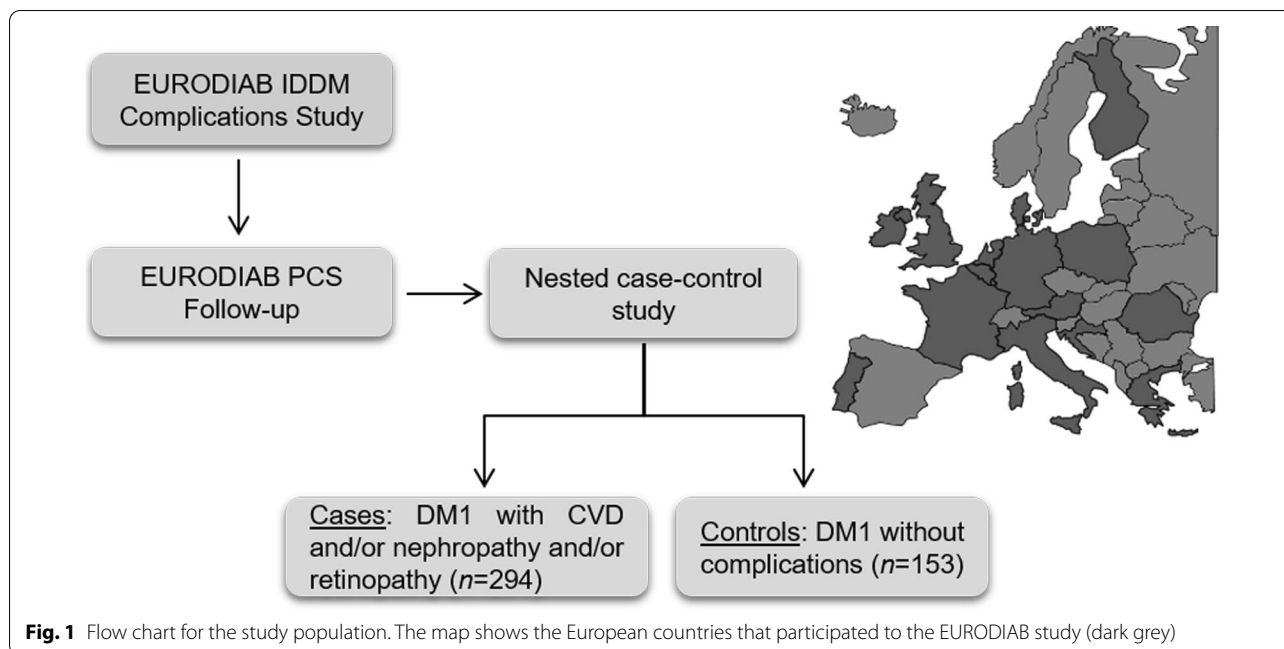 EURODIAB IDDM
Complications Study
EURODIAB PCS
Follow-up
Nested case-control
study
Cases: DM1 with CVD
and/or nephropathy and/or
retinopathy (n=294)
Controls: DM1 without
complications (n=153)
Fig. 1 Flow chart for the study population. The map shows the European countries that participated to the EURODIAB study (dark grey)